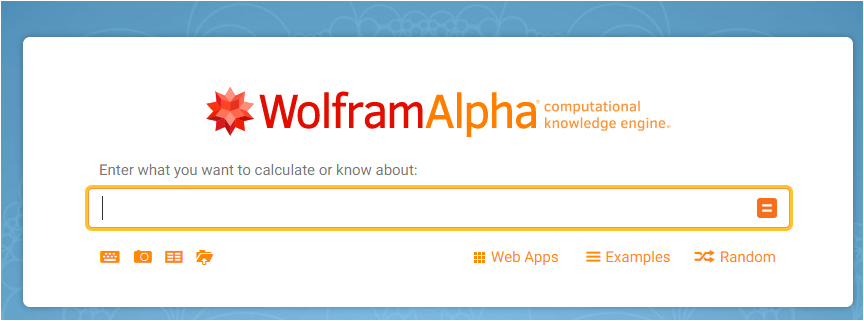 WolframAlpha® computational
knowledge engine.
Enter what you want to calculate or know about:
Web Apps Examples Random